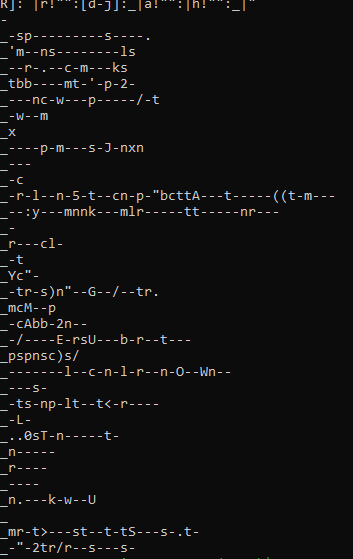 R]: |r!"":[d-j]:_|a!"":|h!"":_|"
-
_-sp---------s----.
_'m--ns--------ls
_--r-.--c-m---ks
_tbb----mt-'-p-2-
_---nc-w---p-----/-t
_-w--m
_x
_----p-m---s-J-nxn
_---
_-c
_-r-l--n-5-t--cn-p-"bcttA---t-----((t-m---
_--:y---mnnk---mlr-----tt-----nr---
_-
_r---cl-
_-t
_Yc"-
_-tr-s)n"--G--/--tr.
_mcM--p
_-cAbb-2n--
_-/----E-rsU---b-r--t---
_pspnsc)s/
_-------l--c-n-l-r--n-O--Wn--
_---s-
_-ts-np-lt--t<-r----
_-L-
_..0sT-n-----t-
_n-----
_r----
_----
_n.---k-w--U
_
_mr-t>---st--t-tS---s-.t-
_-"-2tr/r--s---s-